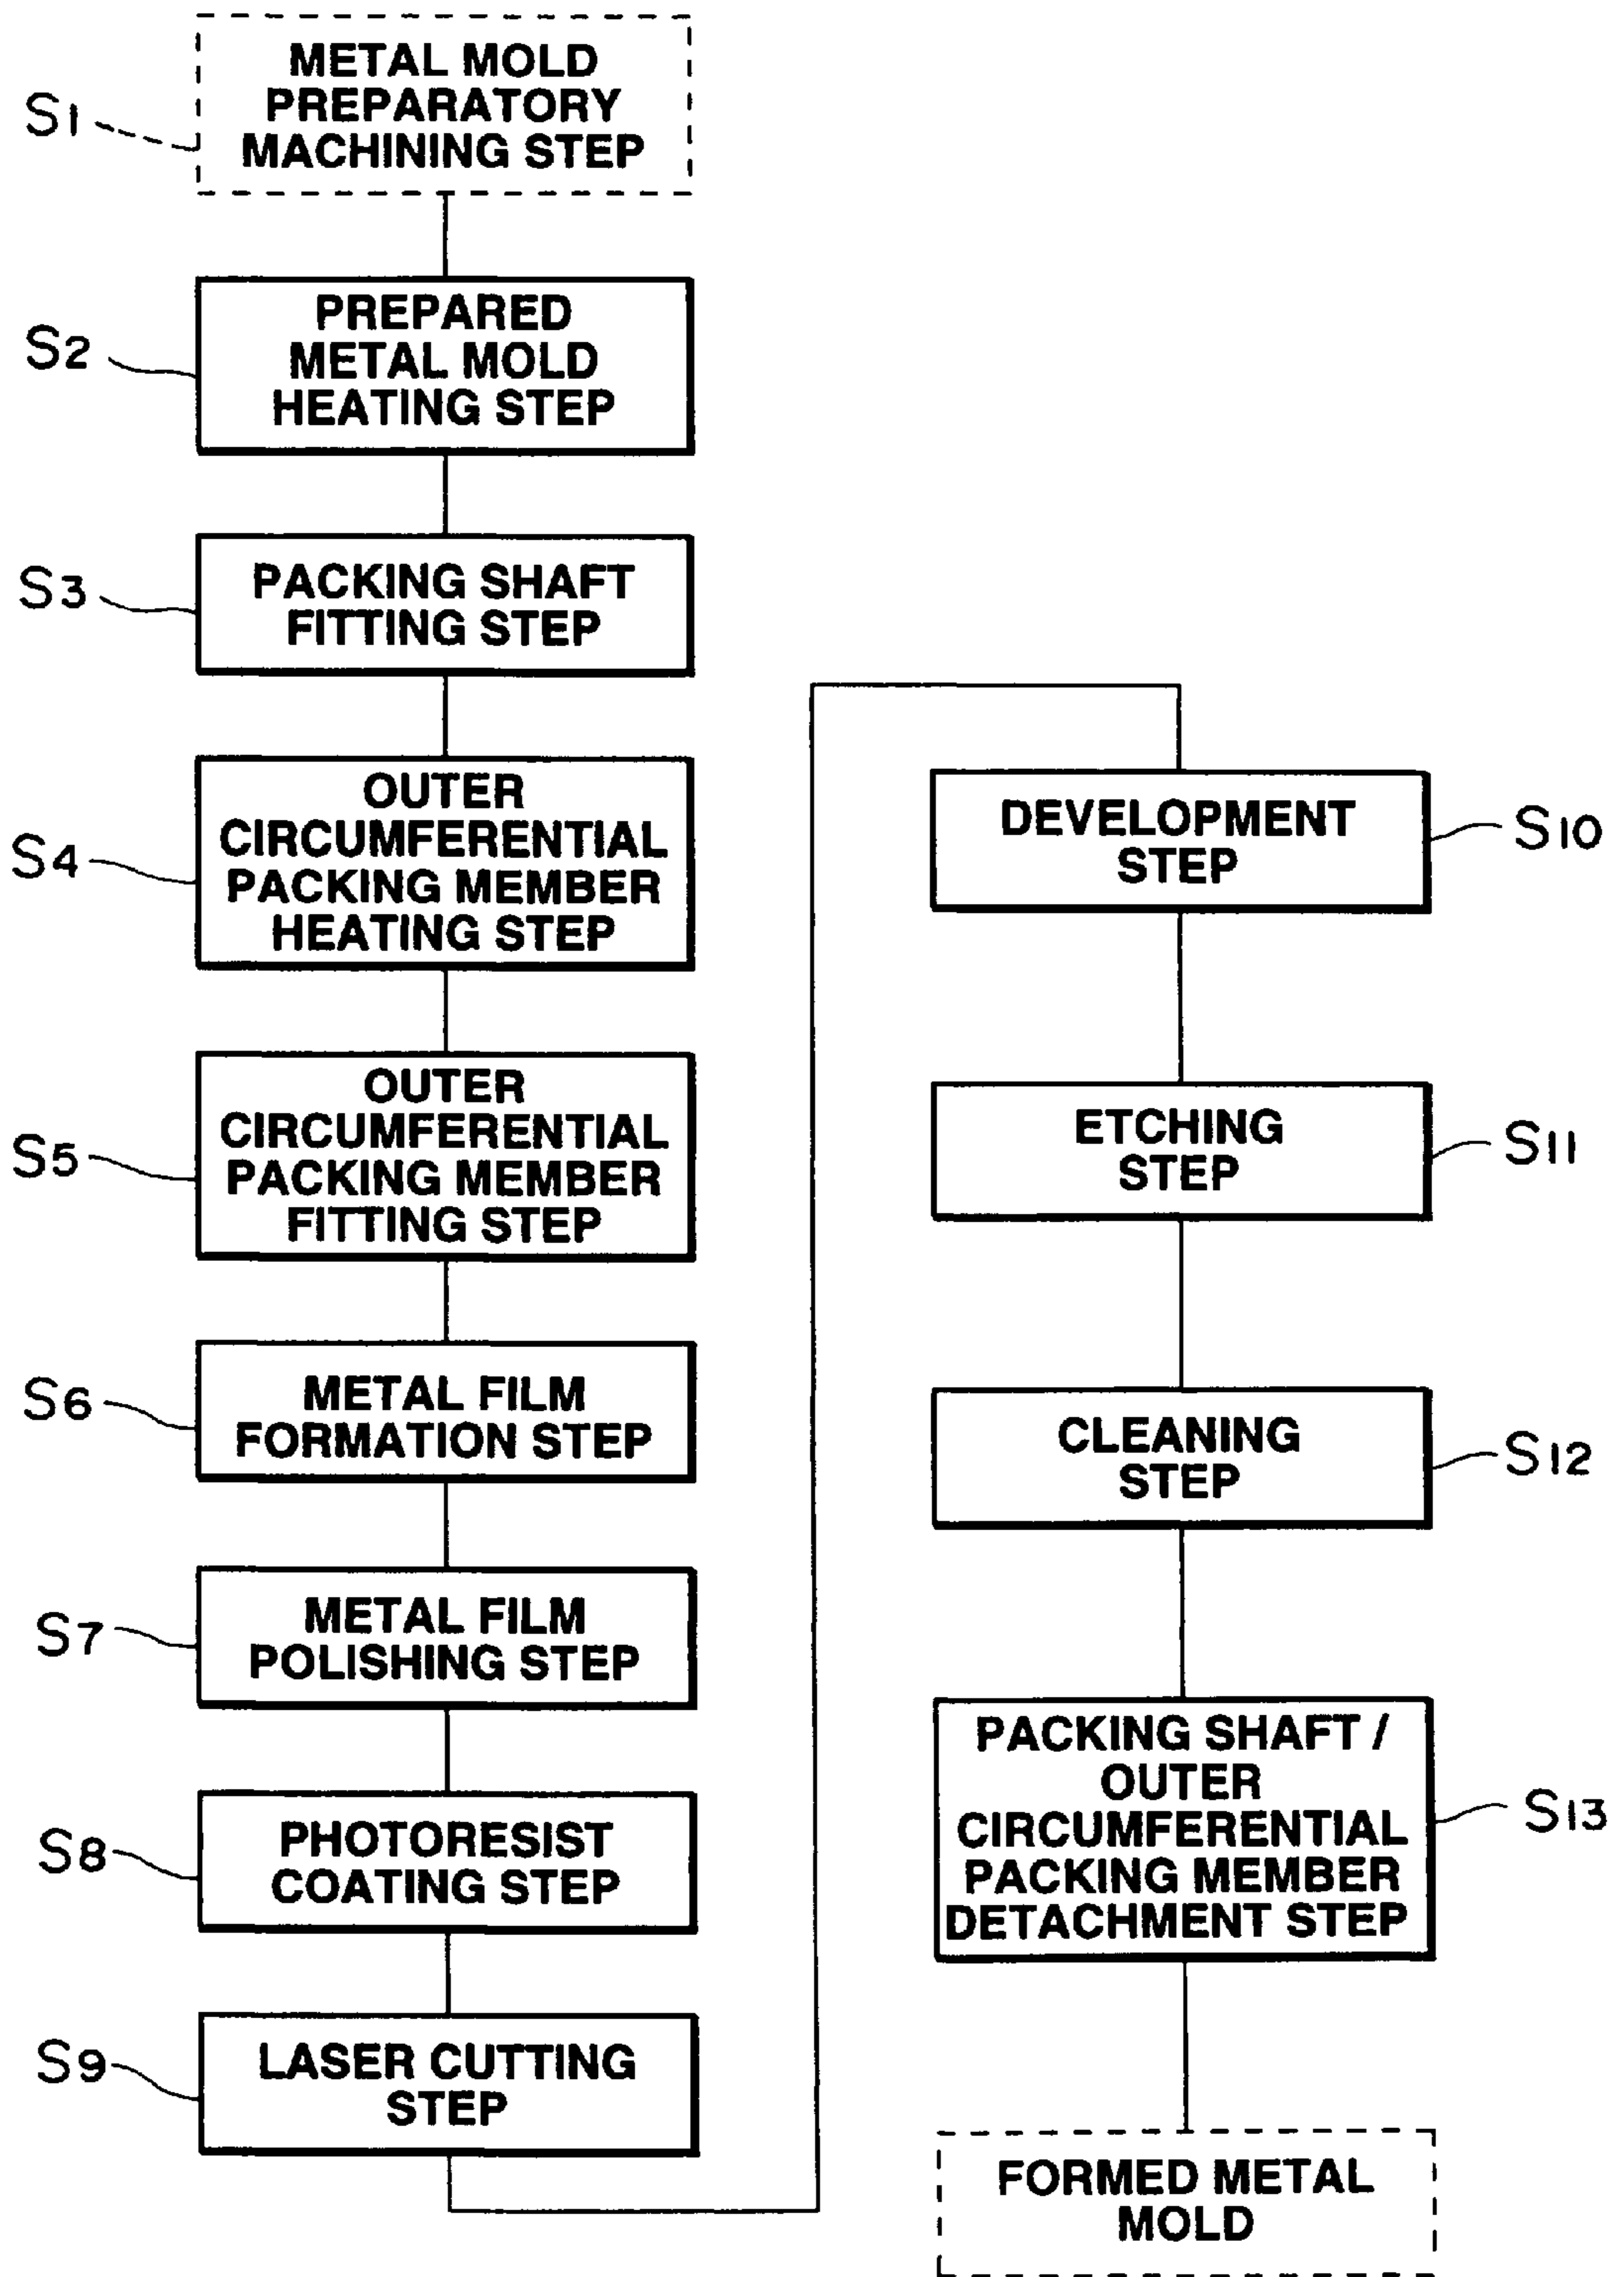 METAL MOLD
PREPARATORY
MACHINING STEP
S1
PREPARED
METAL MOLD
HEATING STEP
S2
PACKING SHAFT
FITTING STEP
S3
OUTER
CIRCUMFERENTIAL
PACKING MEMBER
HEATING STEP
S4
OUTER
CIRCUMFERENTIAL
PACKING MEMBER
FITTING STEP
S5
METAL FILM
FORMATION STEP
S6
METAL FILM
POLISHING STEP
S7
PHOTORESIST
COATING STEP
S8
LASER CUTTING
STEP
S9
DEVELOPMENT
STEP
S10
ETCHING
STEP
S11
CLEANING
STEP
S12
PACKING SHAFT /
OUTER
CIRCUMFERENTIAL
PACKING MEMBER
DETACHMENT STEP
S13
FORMED METAL
MOLD